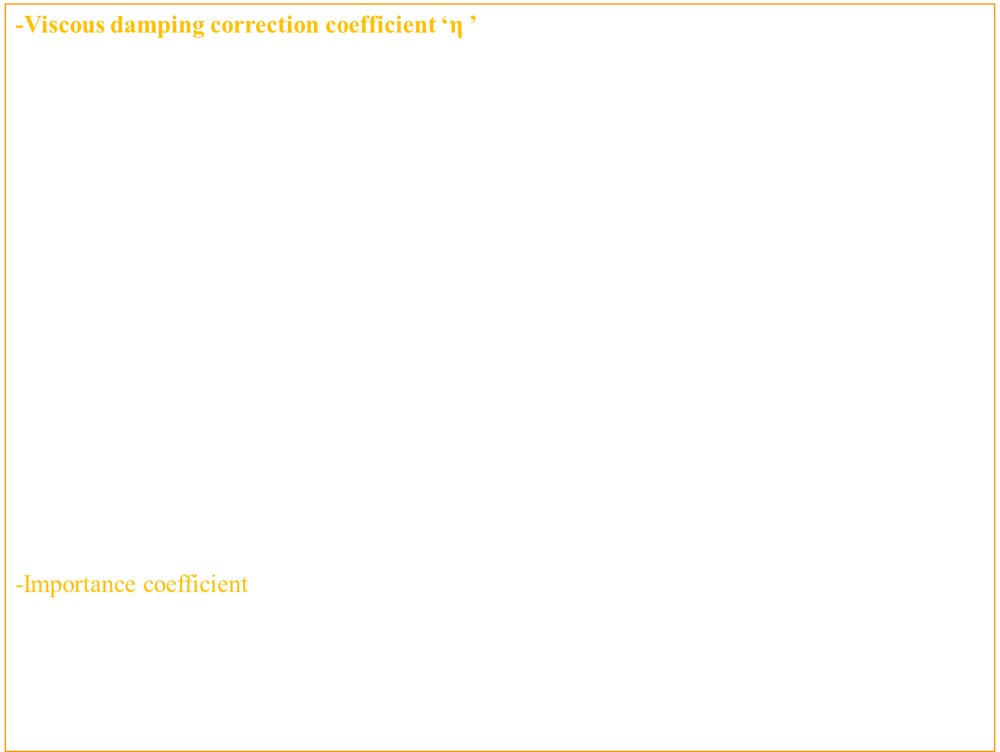 -Viscous damping correction coefficient ‘η ’
-Importance coefficient